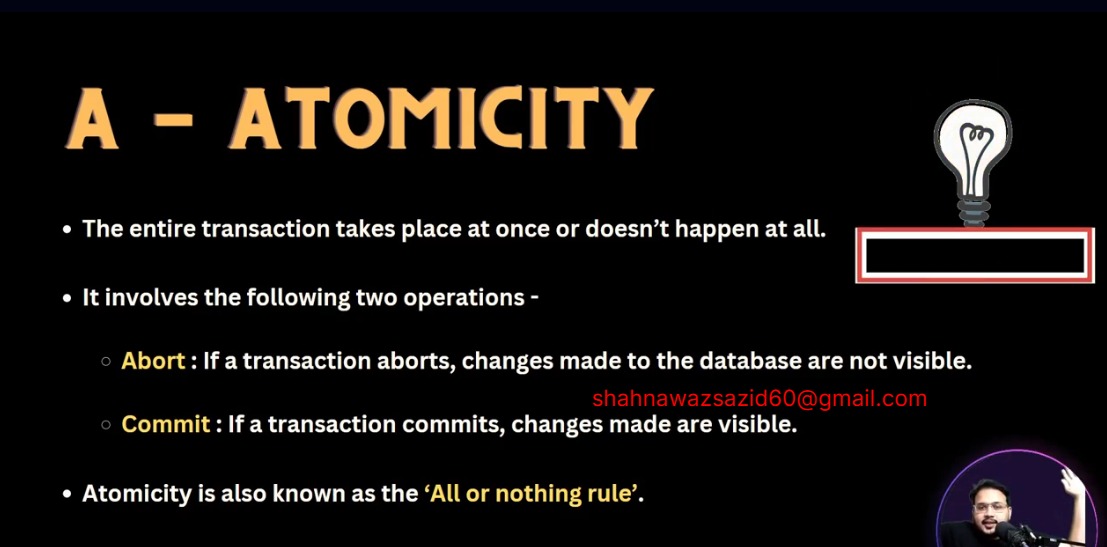 A - ATOMICITY
The entire transaction takes place at once or doesn’t happen at all.
It involves the following two operations -
Abort : If a transaction aborts, changes made to the database are not visible.
shahnawazsazid60@gmail.com
Commit : If a transaction commits, changes made are visible.
Atomicity is also known as the ‘All or nothing rule’.